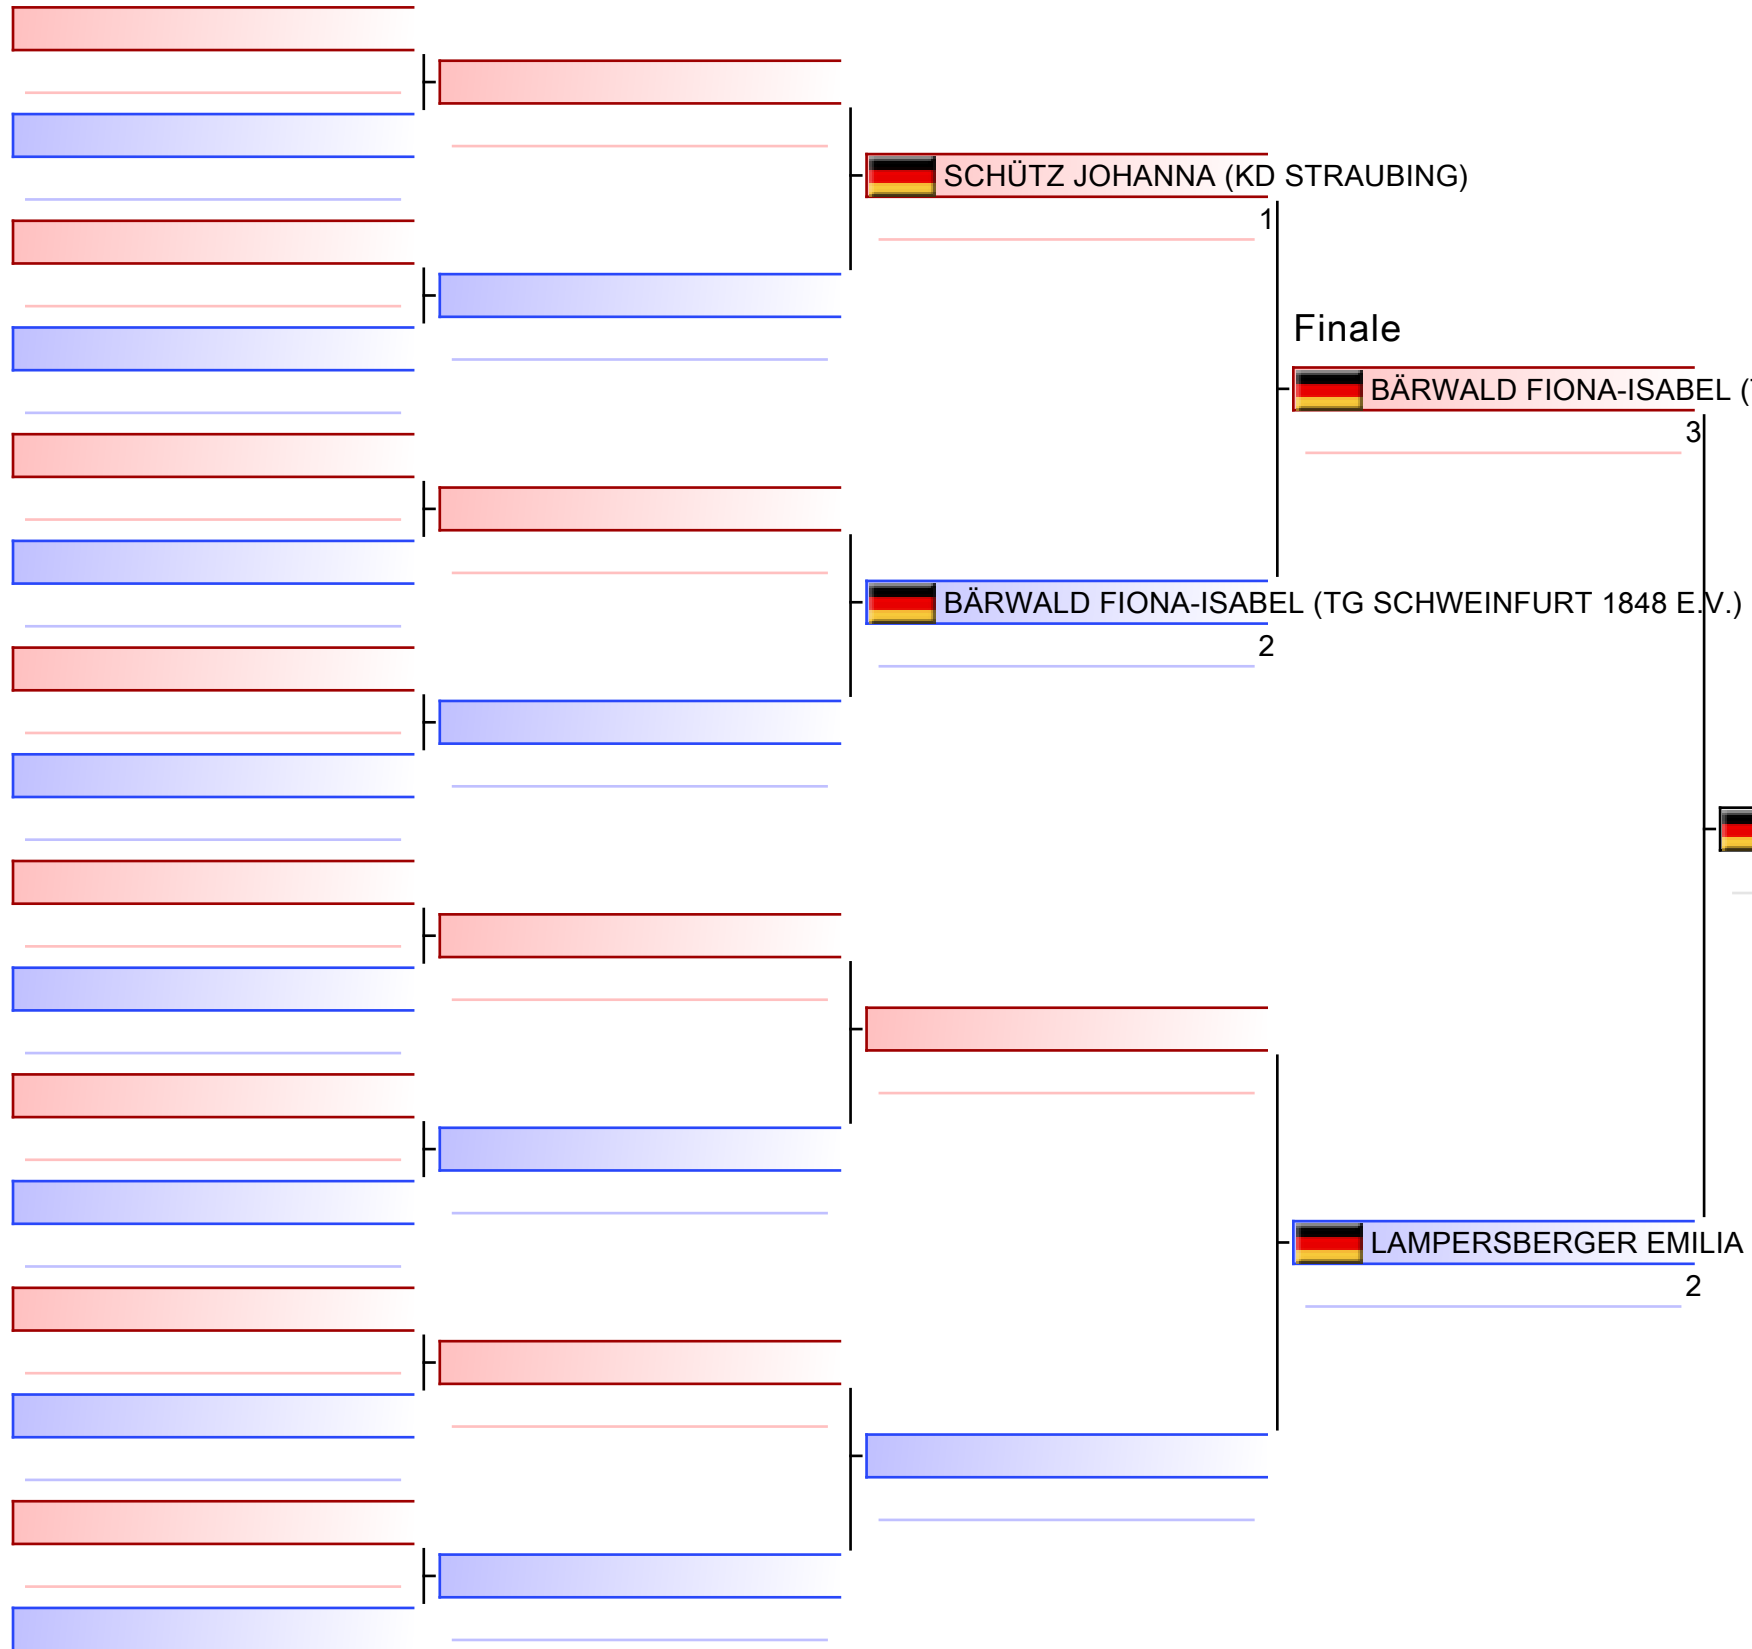 SCHÜTZ JOHANNA (KD STRAUBING)
1
Finale
BÄRWALD FIONA-ISABEL (
3
BÄRWALD FIONA-ISABEL (TG SCHWEINFURT 1848 E.V.)
2
LAMPERSBERGER EMILIA
2